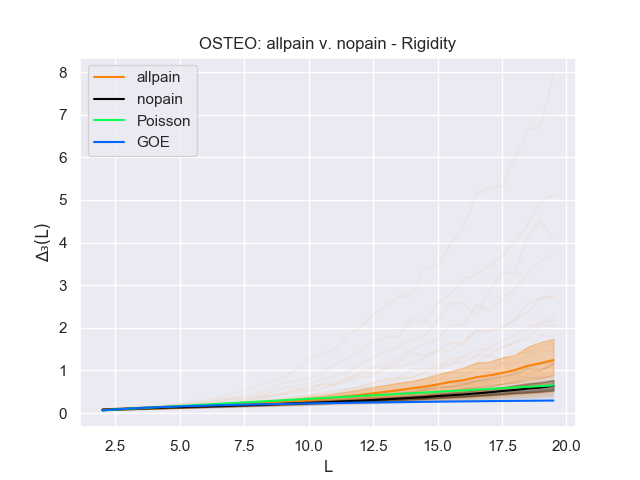 OSTEO: allpain v. nopain - Rigidity
allpain
nopain
Poisson
GOE
8
7
6
5
4
3
2
1
0
Δ₃(L)
2.5 5.0 7.5 10.0 12.5 15.0 17.5 20.0
L